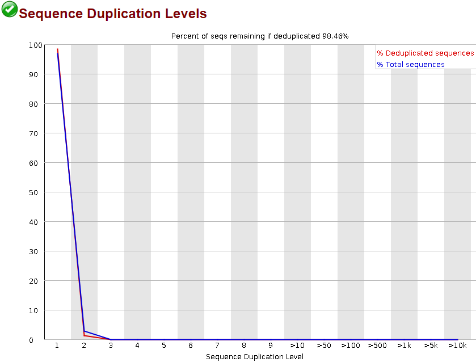 Sequence Duplication Levels
Percent of seqs remaining if deduplicated 98.46%
% Deduplicated sequences
% Total sequences
100
90
80
70
60
50
40
30
20
10
0
1 2 3 4 5 6 7 8 9 >10 >50 >100 >500 >1k >5k >10k
Sequence Duplication Level